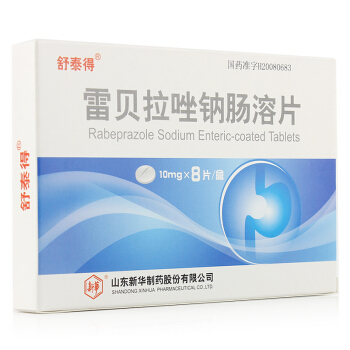 舒泰得®
国药准字H20080683
雷贝拉唑钠肠溶片
Rabeprazole Sodium Enteric-coated Tablets
10mg×8片/盒
新华
山东新华制药股份有限公司
SHANDONG XINHUA PHARMACEUTICAL CO.,LTD.
舒泰得®